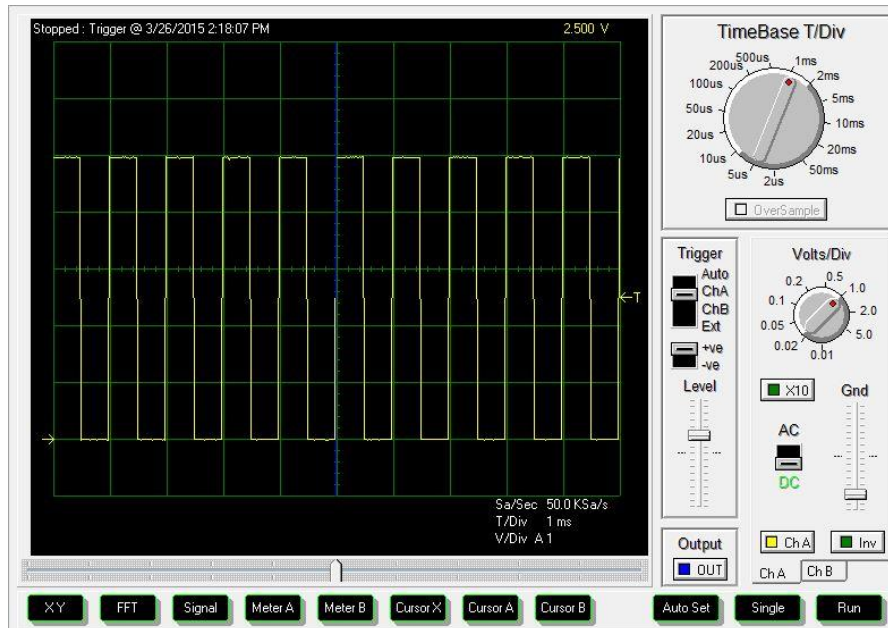 Stopped : Trigger @ 3/26/2015 2:18:07 PM
2.500 V
T
Sa/Sec 50.0 KSa/s
T/Div 1 ms
V/Div A 1
TimeBase T/Div
500us
1ms
200us
2ms
100us
5ms
50us
10ms
20us
20ms
10us
50ms
5us
2us
OverSample
Trigger
Auto
ChA
ChB
Ext
+ve
-ve
Level
Volts/Div
0.5
0.2
1.0
0.1
2.0
0.05
5.0
0.02
0.01
X10
Gnd
AC
DC
Ch A
Inv
Ch A
Ch B
Output
OUT
XY
FFT
Signal
Meter A
Meter B
Cursor X
Cursor A
Cursor B
Auto Set
Single
Run